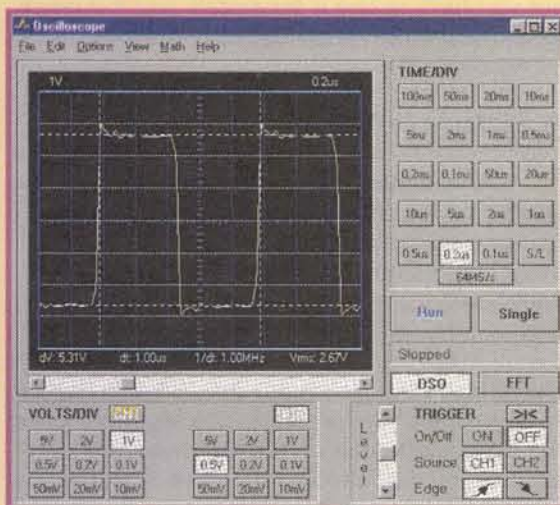 Oscilloscope
File Edit Options View Math Help
1V 0.2us
dV: 5.31V dt: 1.00us 1/dt: 1.00MHz Vrms: 2.67V
TIME/DIV
100ms 50ms 20ms 10ms
5ms 2ms 1ms 0.5ms
0.2ms 0.1ms 50us 20us
10us 5us 2us 1us
0.5us 0.2us 0.1us S/L
64MS/s
Run Single
Stopped
DSO FFT
VOLTS/DIV CH1
5V 2V 1V 5V 2V 1V
0.5V 0.2V 0.1V 0.5V 0.2V 0.1V
50mV 20mV 10mV 50mV 20mV 10mV
Level
TRIGGER
On/Off ON OFF
Source CH1 CH2
Edge